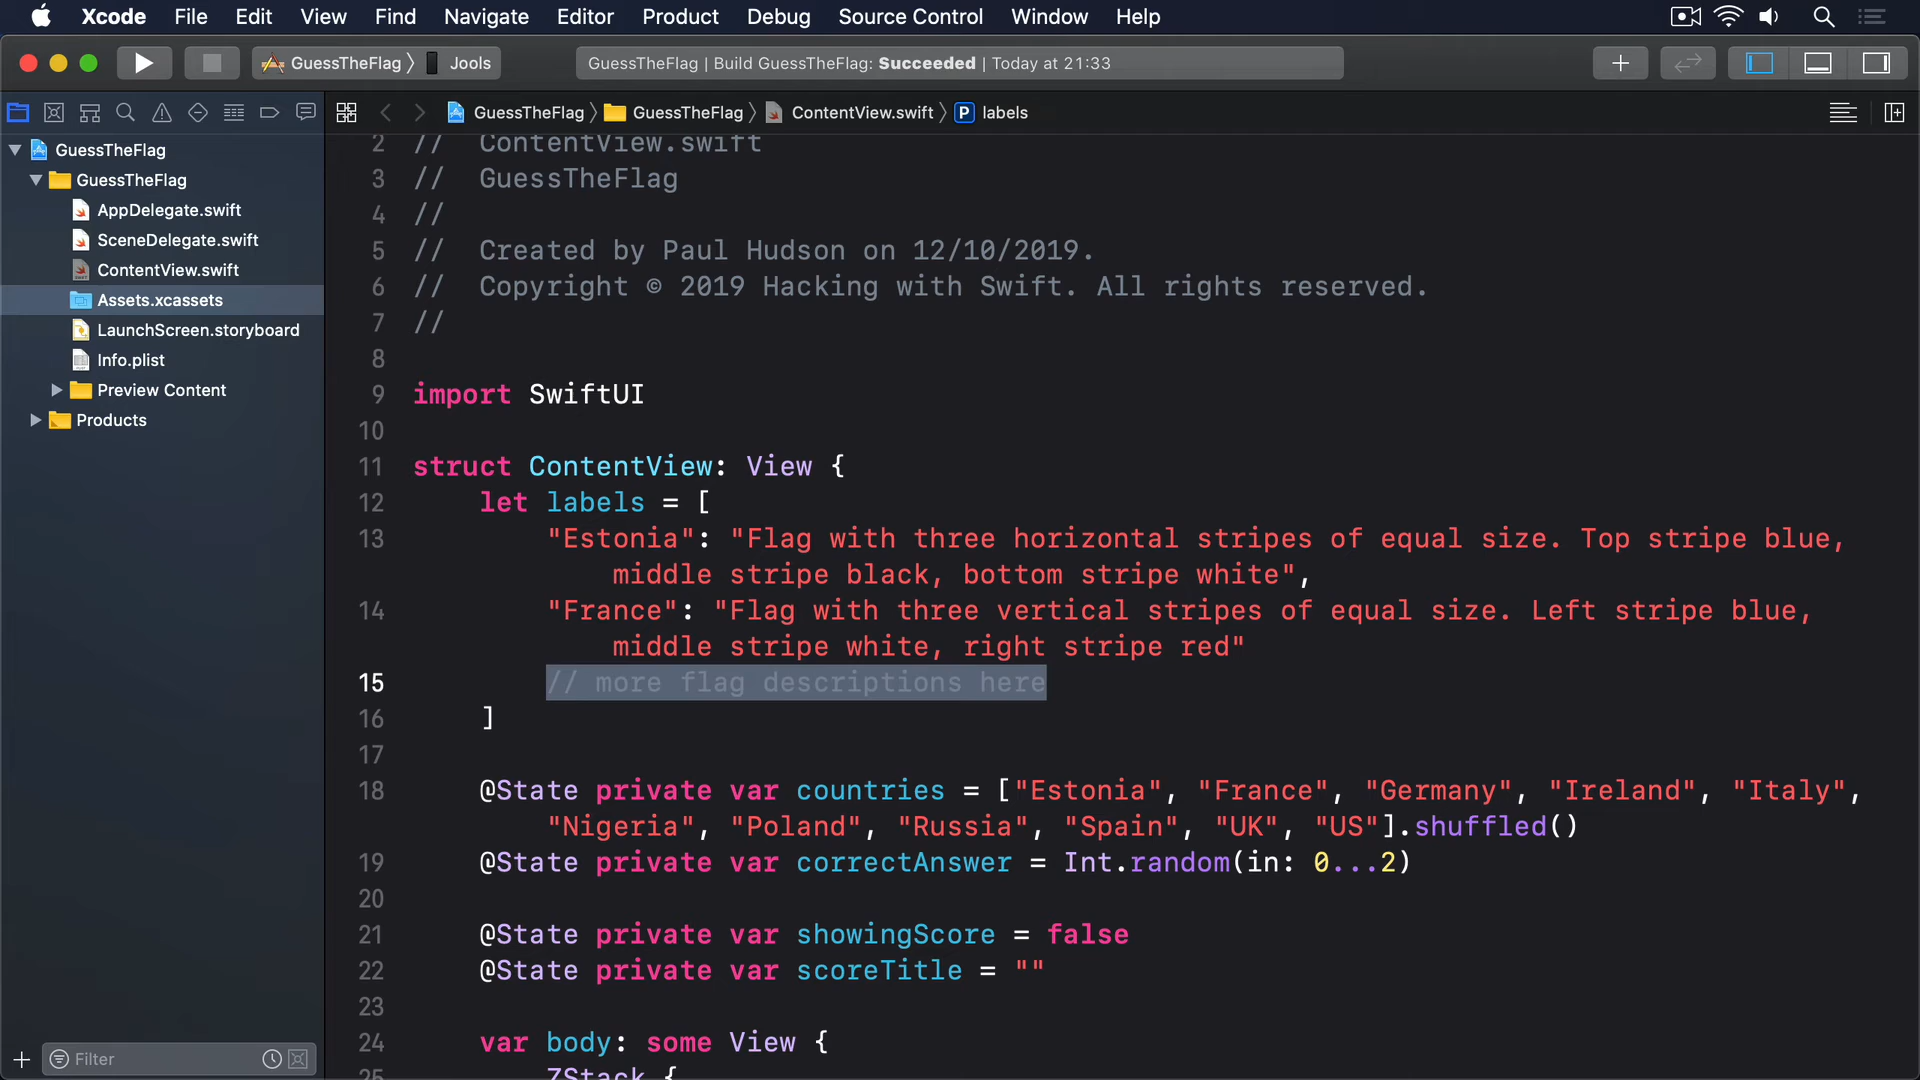 Xcode File Edit View Find Navigate Editor Product Debug Source Control Window Help
GuessTheFlag Jools
GuessTheFlag | Build GuessTheFlag: Succeeded | Today at 21:33
GuessTheFlag GuessTheFlag ContentView.swift P labels
GuessTheFlag
GuessTheFlag
AppDelegate.swift
SceneDelegate.swift
ContentView.swift
Assets.xcassets
LaunchScreen.storyboard
Info.plist
Preview Content
Products
Filter
2 // ContentView.swift
3 // GuessTheFlag
4 //
5 // Created by Paul Hudson on 12/10/2019.
6 // Copyright © 2019 Hacking with Swift. All rights reserved.
7 //
8
9 import SwiftUI
10
11 struct ContentView: View {
12 let labels = [
13 "Estonia": "Flag with three horizontal stripes of equal size. Top stripe blue,
middle stripe black, bottom stripe white",
14 "France": "Flag with three vertical stripes of equal size. Left stripe blue,
middle stripe white, right stripe red"
15 // more flag descriptions here
16 ]
17
18 @State private var countries = ["Estonia", "France", "Germany", "Ireland", "Italy",
"Nigeria", "Poland", "Russia", "Spain", "UK", "US"].shuffled()
19 @State private var correctAnswer = Int.random(in: 0...2)
20
21 @State private var showingScore = false
22 @State private var scoreTitle = ""
23
24 var body: some View {
25 ZStack {